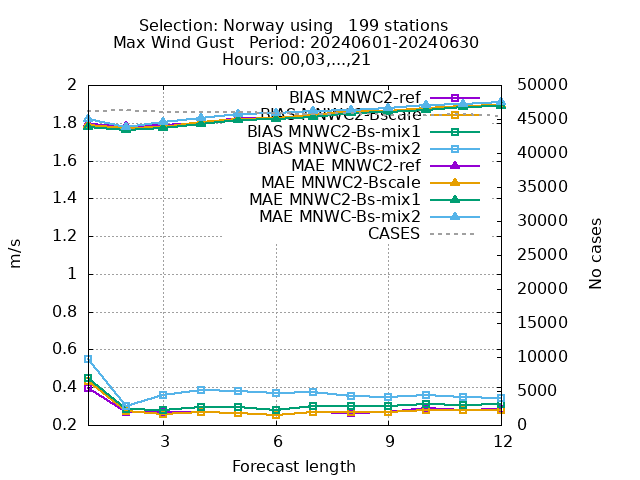 Selection: Norway using   199 stations
Max Wind Gust   Period: 20240601-20240630
Hours: 00,03,...,21
BIAS MNWC2-ref
BIAS MNWC2-Bscale
BIAS MNWC2-Bs-mix1
BIAS MNWC-Bs-mix2
MAE MNWC2-ref
MAE MNWC2-Bscale
MAE MNWC2-Bs-mix1
MAE MNWC-Bs-mix2
CASES
m/s
2
1.8
1.6
1.4
1.2
1
0.8
0.6
0.4
0.2
50000
45000
40000
35000
30000
25000
20000
15000
10000
5000
0
No cases
3 6 9 12
Forecast length